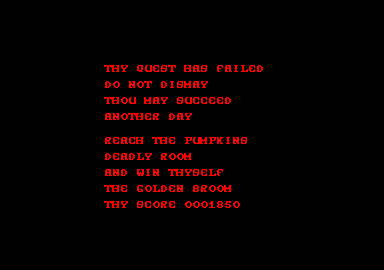 THY QUEST HAS FAILED
DO NOT DISMAY
THOU MAY SUCCEED
ANOTHER DAY
REACH THE PUMPKINS
DEADLY ROOM
AND WIN THYSELF
THE GOLDEN BROOM
THY SCORE 0001850